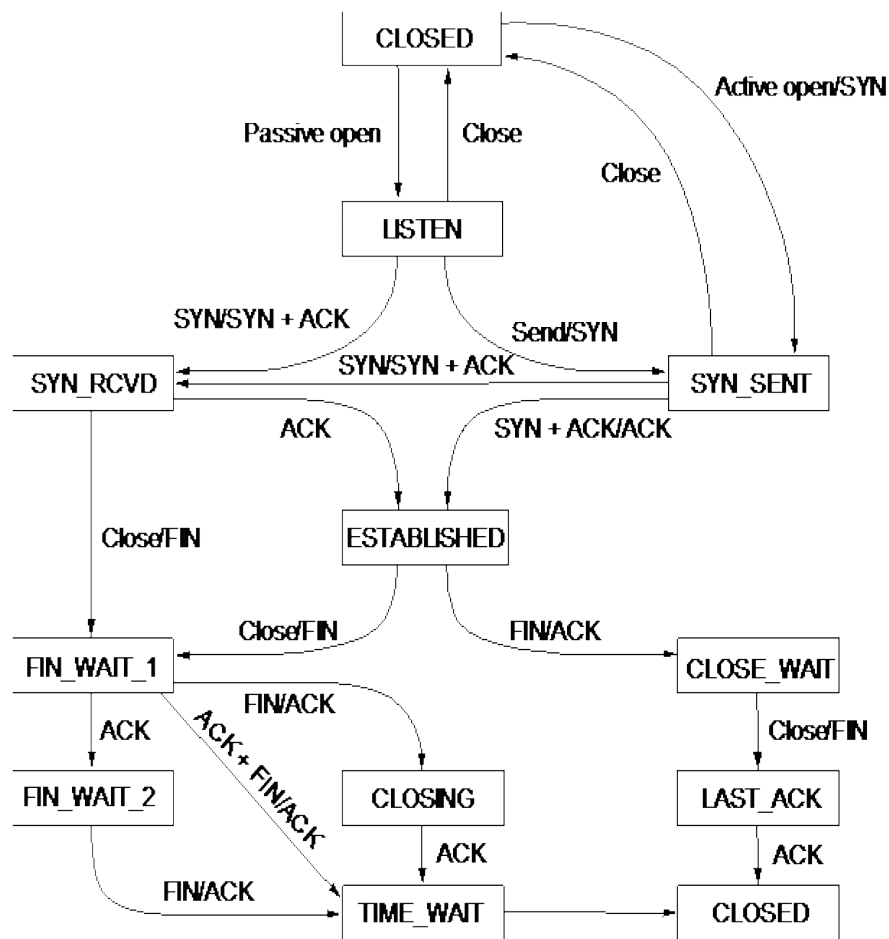 CLOSED
Active open/SYN
Passive open
Close
Close
LISTEN
SYN/SYN + ACK
Send/SYN
SYN/SYN + ACK
SYN_RCVD
SYN_SENT
ACK
SYN + ACK/ACK
Close/FIN
ESTABLISHED
Close/FIN
FIN/ACK
FIN_WAIT_1
CLOSE_WAIT
FIN/ACK
ACK
ACK + FIN/ACK
Close/FIN
FIN_WAIT_2
CLOSING
LAST_ACK
ACK
ACK
FIN/ACK
TIME_WAIT
CLOSED